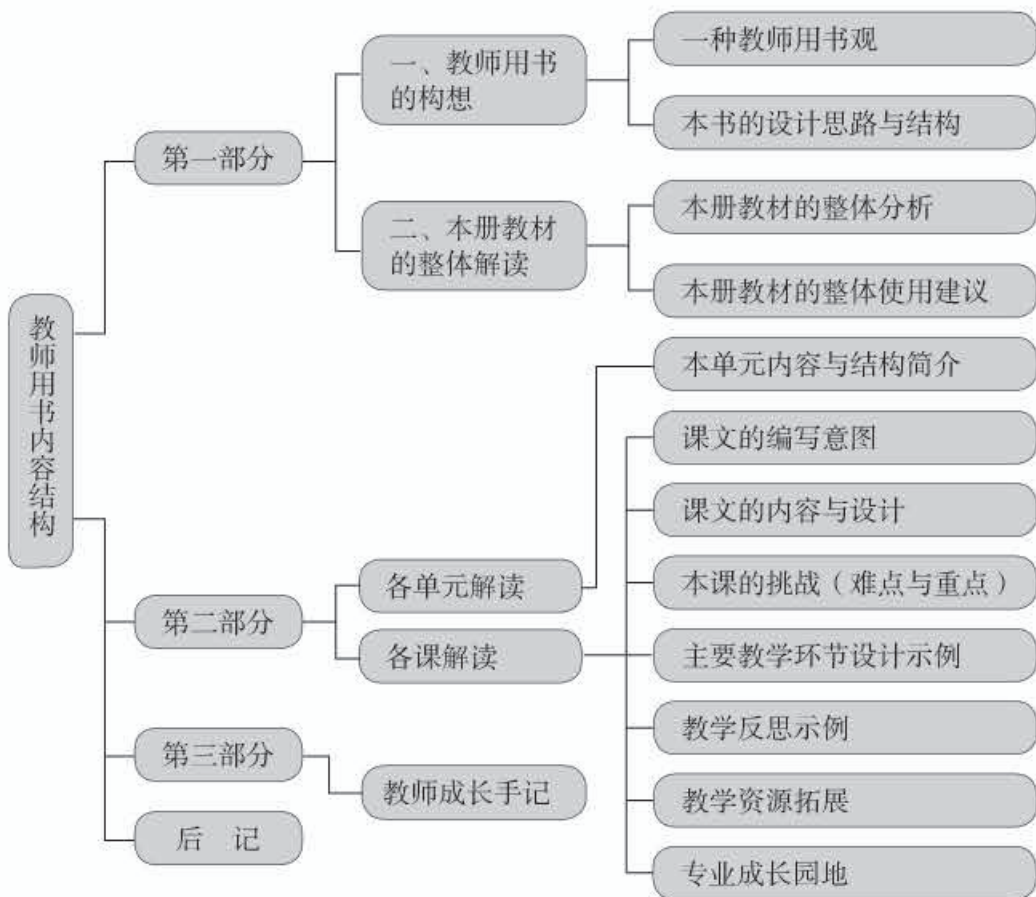 教师用书内容结构
第一部分
一、教师用书
的构想
一种教师用书观
本书的设计思路与结构
二、本册教材
的整体解读
本册教材的整体分析
本册教材的整体使用建议
第二部分
各单元解读
本单元内容与结构简介
各课解读
课文的编写意图
课文的内容与设计
本课的挑战（难点与重点）
主要教学环节设计示例
教学反思示例
教学资源拓展
专业成长园地
第三部分
教师成长手记
后 记